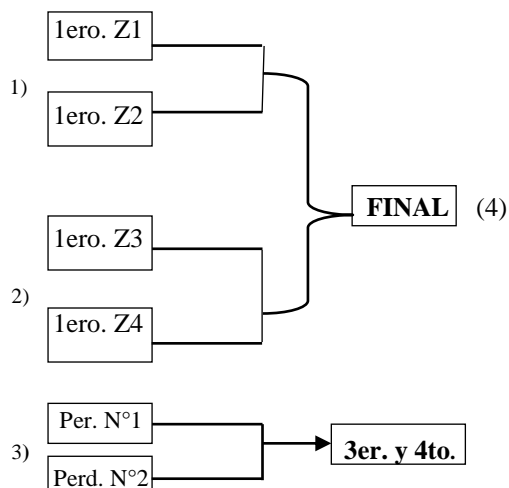 1ero. Z1
1)
1ero. Z2
FINAL (4)
1ero. Z3
2)
1ero. Z4
Per. N°1
3er. y 4to.
3)
Perd. N°2